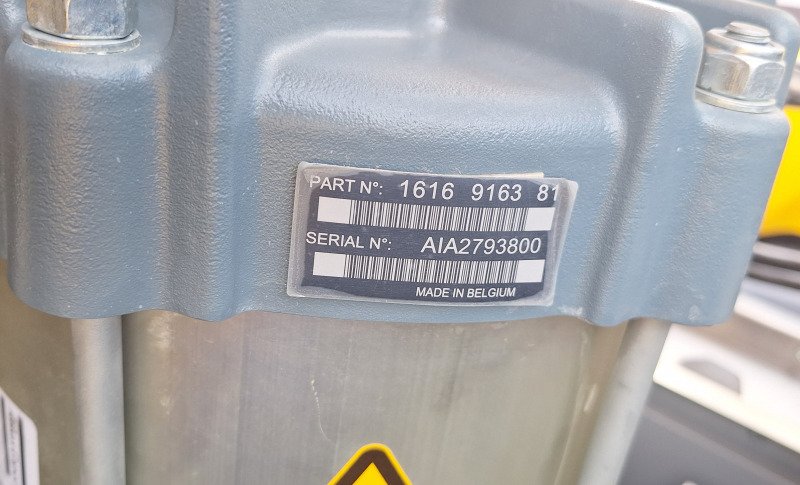 PART N°: 1616 9163 81
SERIAL N°: AIA2793800
MADE IN BELGIUM